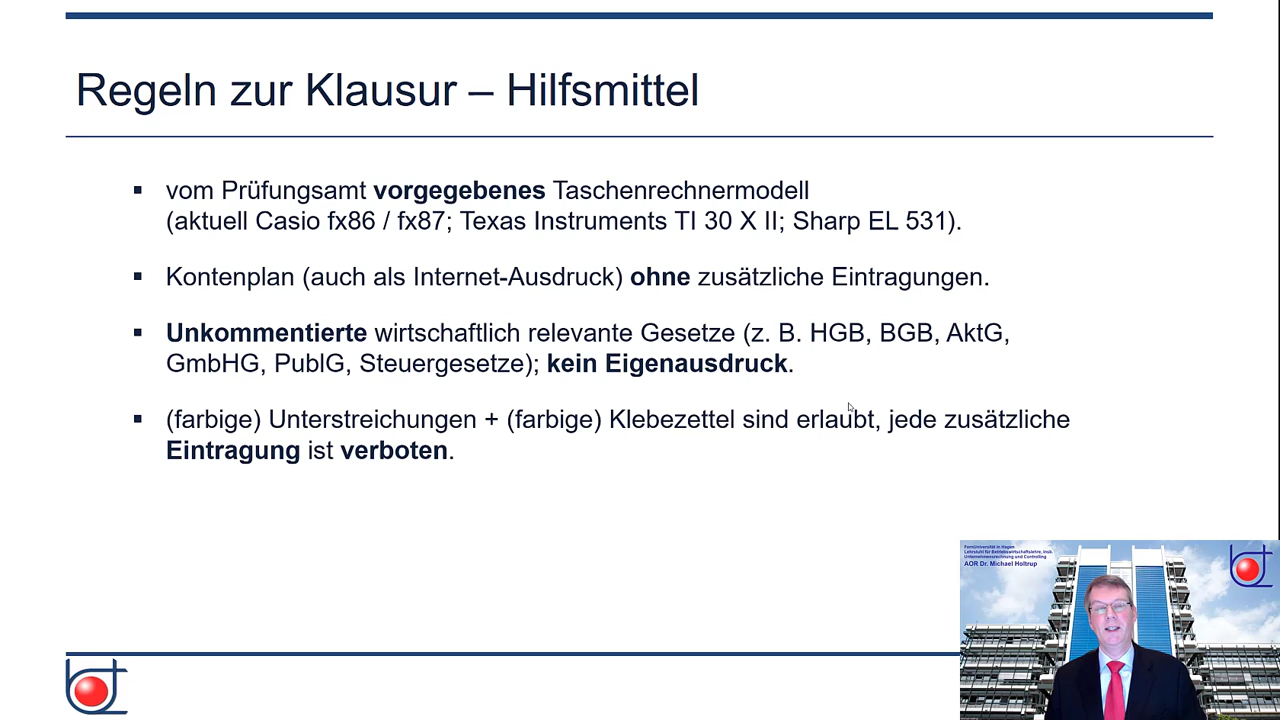 Regeln zur Klausur – Hilfsmittel
▪ vom Prüfungsamt vorgegebenes Taschenrechnermodell
(aktuell Casio fx86 / fx87; Texas Instruments TI 30 X II; Sharp EL 531).
▪ Kontenplan (auch als Internet-Ausdruck) ohne zusätzliche Eintragungen.
▪ Unkommentierte wirtschaftlich relevante Gesetze (z. B. HGB, BGB, AktG,
GmbHG, PublG, Steuergesetze); kein Eigenausdruck.
▪ (farbige) Unterstreichungen + (farbige) Klebezettel sind erlaubt, jede zusätzliche
Eintragung ist verboten.
FernUniversität in Hagen
Lehrstuhl für Betriebswirtschaftslehre, insb.
Unternehmensrechnung und Controlling
AOR Dr. Michael Holtrup